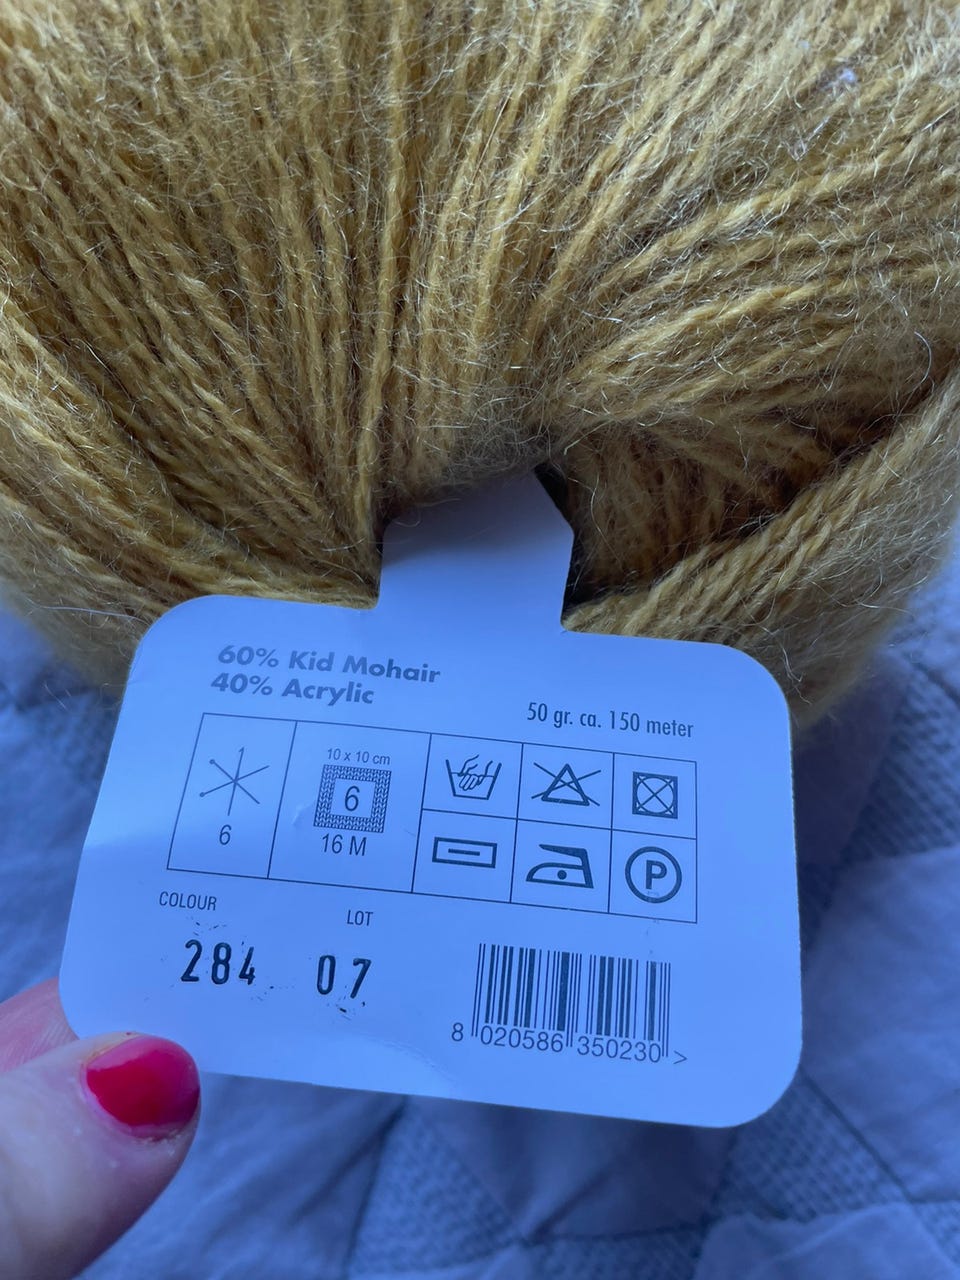 60% Kid Mohair
40% Acrylic
50 gr. ca. 150 meter
1
6
10 x 10 cm
6
16 M
P
COLOUR
LOT
284
07
8 020586 350230 >